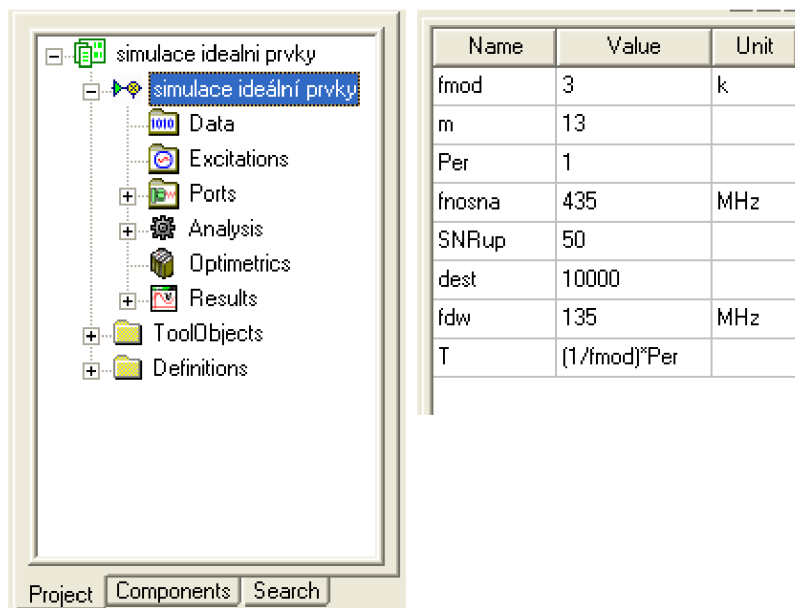 simulace idealni prvky
simulace ideální prvky
Data
Excitations
Ports
Analysis
Optimetrics
Results
ToolObjects
Definitions
Project Components Search
Name Value Unit
fmod 3 k
m 13
Per 1
fnosna 435 MHz
SNRup 50
dest 10000
fdw 135 MHz
T (1/fmod)*Per